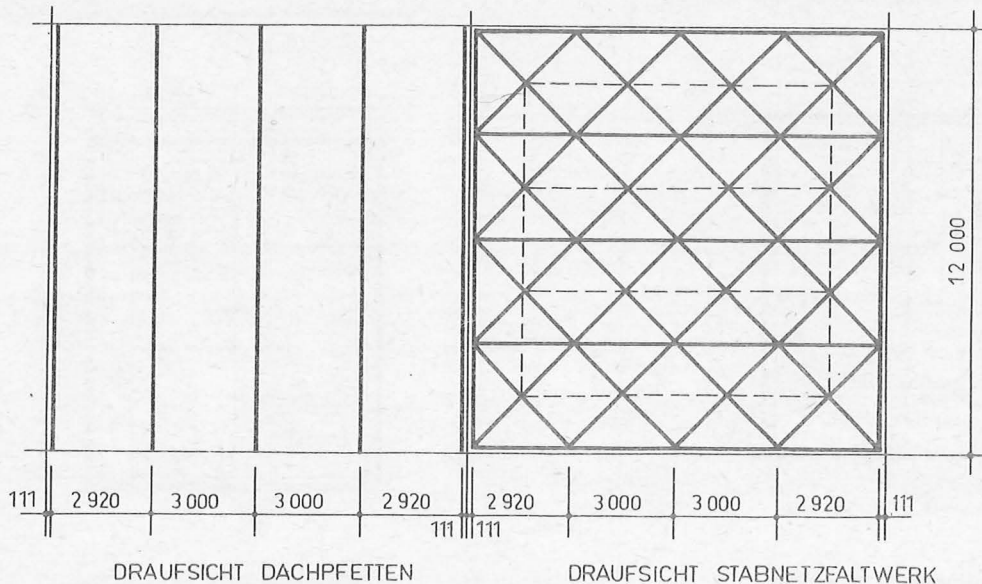 12 000
111 2 920 3 000 3 000 2 920 2 920 3 000 3 000 2 920 111
111 111
DRAUFSICHT DACHPFETTEN DRAUFSICHT STABNETZFALTWERK